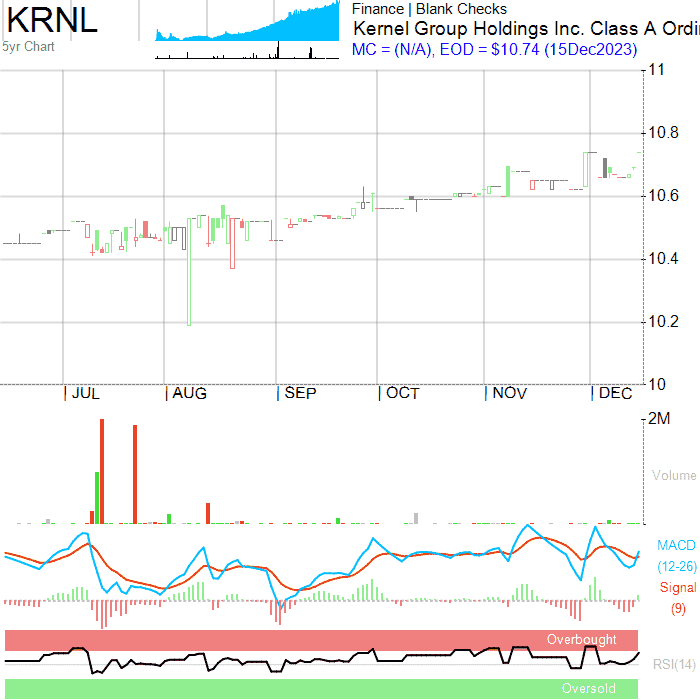 KRNL
5yr Chart
Finance | Blank Checks
Kernel Group Holdings Inc. Class A Ordi
MC = (N/A), EOD = $10.74 (15Dec2023)
11
10.8
10.6
10.4
10.2
10
JUL AUG SEP OCT NOV DEC
2M
Volume
MACD
(12-26)
Signal
(9)
Overbought
RSI(14)
Oversold